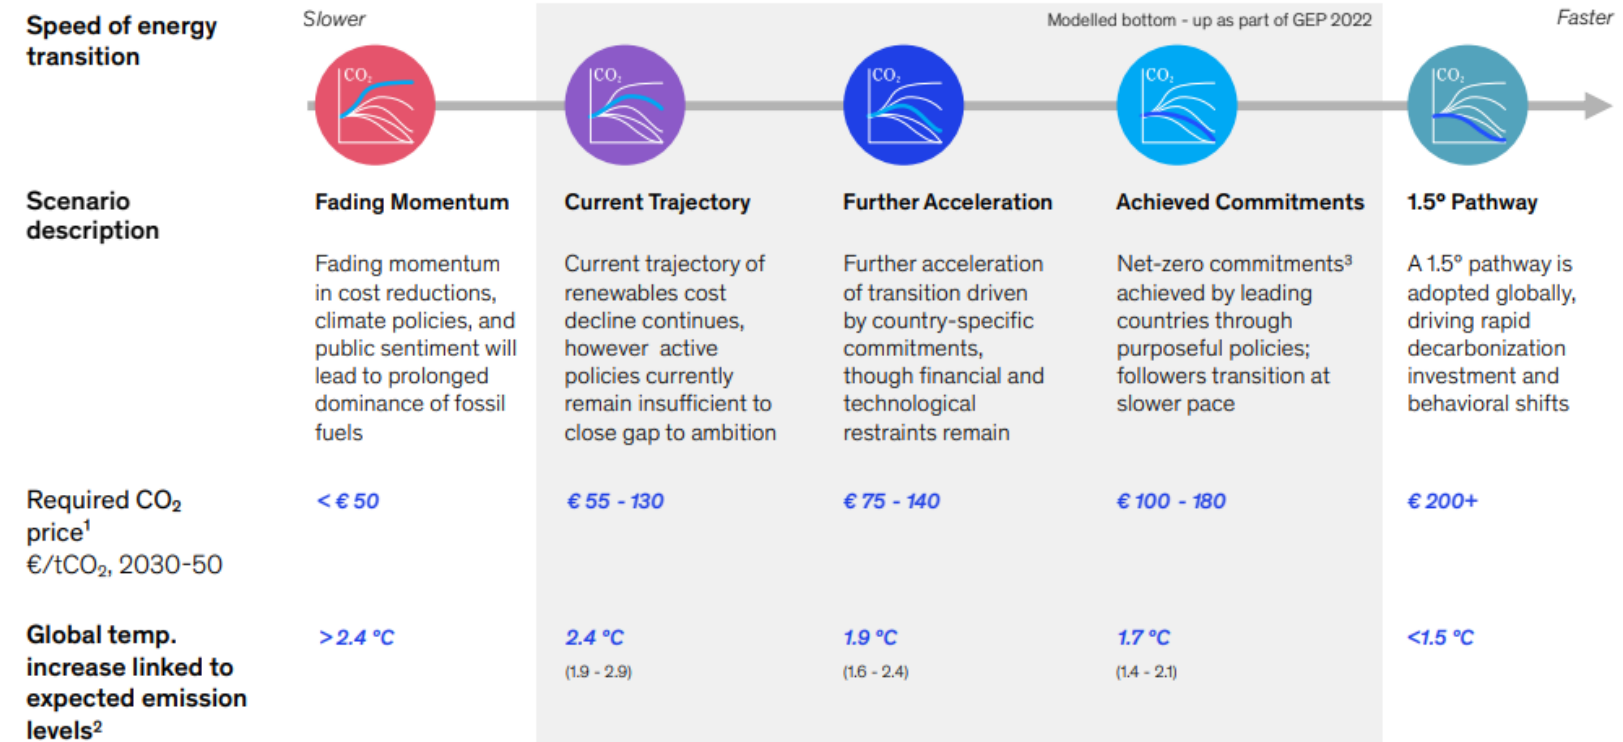 Speed of energy
transition
Slower
Modelled bottom - up as part of GEP 2022
Faster
CO₂
CO₂
CO₂
CO₂
CO₂
Scenario
description
Fading Momentum
Fading momentum
in cost reductions,
climate policies, and
public sentiment will
lead to prolonged
dominance of fossil
fuels
Current Trajectory
Current trajectory of
renewables cost
decline continues,
however active
policies currently
remain insufficient to
close gap to ambition
Further Acceleration
Further acceleration
of transition driven
by country-specific
commitments,
though financial and
technological
restraints remain
Achieved Commitments
Net-zero commitments³
achieved by leading
countries through
purposeful policies;
followers transition at
slower pace
1.5° Pathway
A 1.5° pathway is
adopted globally,
driving rapid
decarbonization
investment and
behavioral shifts
Required CO₂
price¹
€/tCO₂, 2030-50
< € 50
€ 55 - 130
€ 75 - 140
€ 100 - 180
€ 200+
Global temp.
increase linked to
expected emission
levels²
> 2.4 °C
2.4 °C
(1.9 - 2.9)
1.9 °C
(1.6 - 2.4)
1.7 °C
(1.4 - 2.1)
<1.5 °C